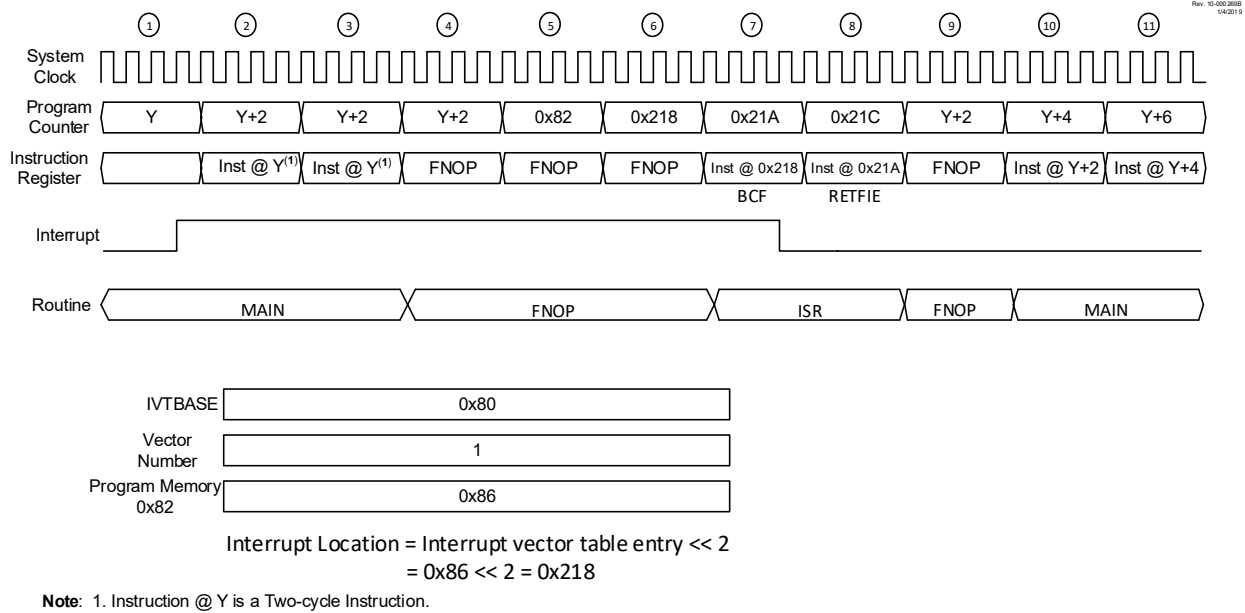 Rev. 10-000 269B
1/4/201 9
1 2 3 4 5 6 7 8 9 10 11
System
Clock
Program
Counter
Y Y+2 Y+2 Y+2 0x82 0x218 0x21A 0x21C Y+2 Y+4 Y+6
Instruction
Register
Inst @ Y(1) Inst @ Y(1) FNOP FNOP FNOP Inst @ 0x218 Inst @ 0x21A FNOP Inst @ Y+2 Inst @ Y+4
BCF RETFIE
Interrupt
Routine MAIN FNOP ISR FNOP MAIN
IVTBASE 0x80
Vector
Number
1
Program Memory
0x82
0x86
Interrupt Location = Interrupt vector table entry << 2
= 0x86 << 2 = 0x218
Note: 1. Instruction @ Y is a Two-cycle Instruction.